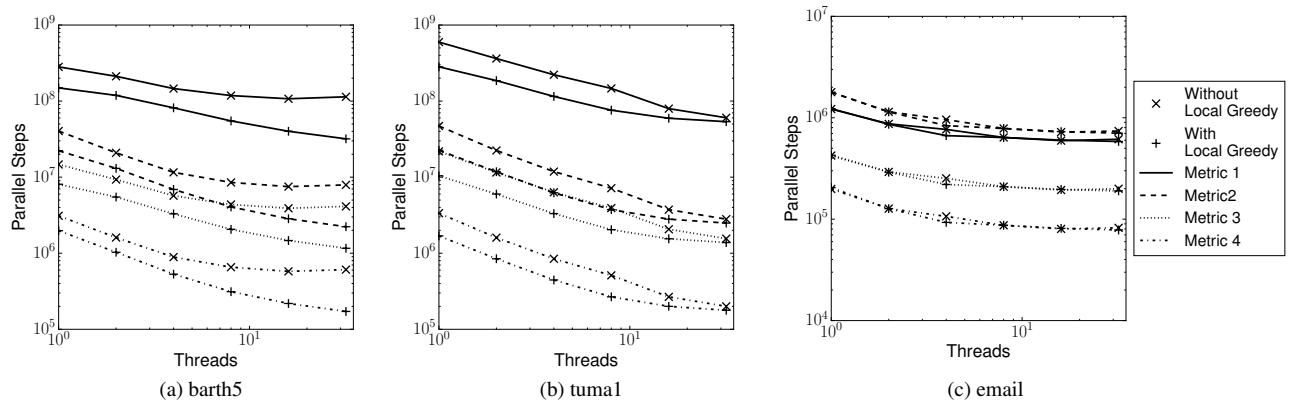 10^9
10^8
10^7
10^6
10^5
Parallel Steps
10^0
10^1
Threads
(a) barth5
10^9
10^8
10^7
10^6
10^5
Parallel Steps
10^0
10^1
Threads
(b) tuma1
10^7
10^6
10^5
10^4
Parallel Steps
10^0
10^1
Threads
(c) email
Without
Local Greedy
With
Local Greedy
Metric 1
Metric2
Metric 3
Metric 4